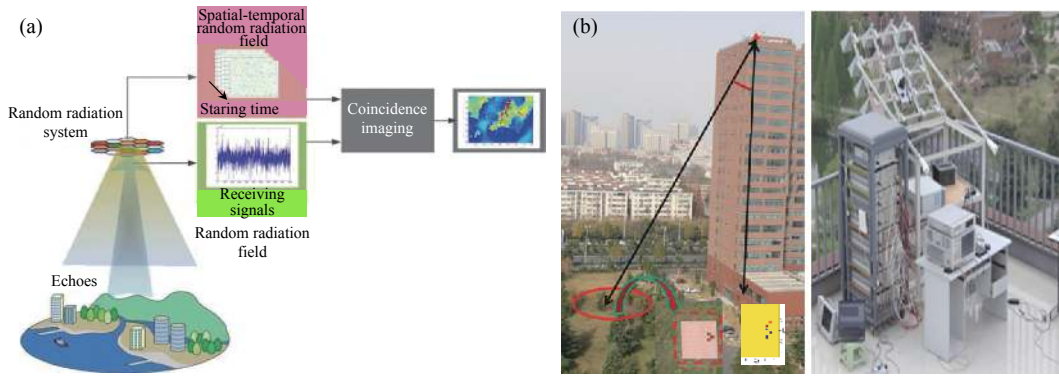 (a)
Spatial-temporal
random radiation
field
Staring time
Random radiation
system
Coincidence
imaging
Receiving
signals
Random radiation
field
Echoes
(b)